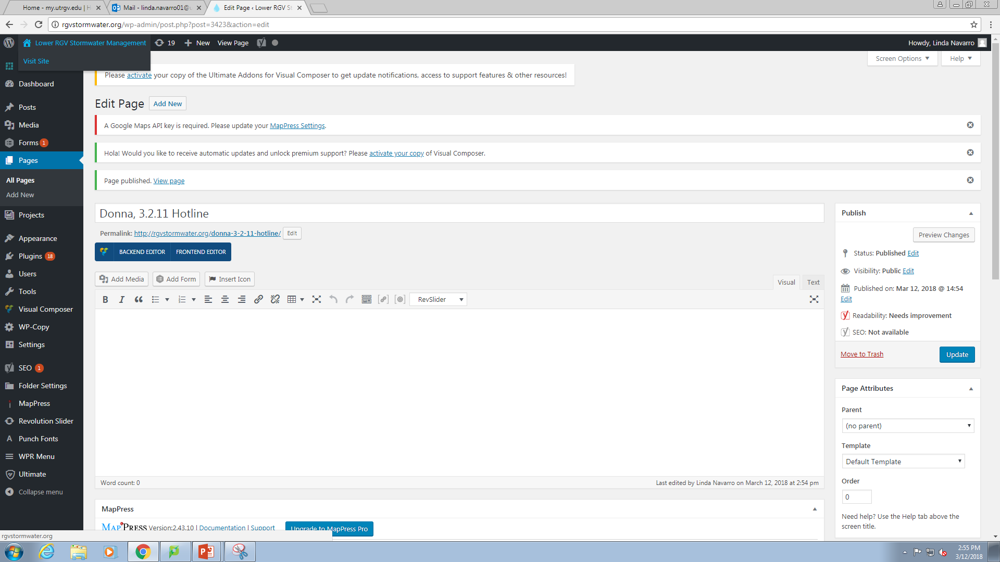 Home - my.utrgv.edu | H
Mail - linda.navarro01@u
Edit Page ‹ Lower RGV St
rgvstormwater.org/wp-admin/post.php?post=3423&action=edit
Lower RGV Stormwater Management
19
New
View Page
Howdy, Linda Navarro
Visit Site
Screen Options
Help
Please activate your copy of the Ultimate Addons for Visual Composer to get update notifications, access to support features & other resources!
Dashboard
Posts
Media
Forms 1
Pages
All Pages
Add New
Projects
Appearance
Plugins 18
Users
Tools
Visual Composer
WP-Copy
Settings
SEO 1
Folder Settings
MapPress
Revolution Slider
Punch Fonts
WPR Menu
Ultimate
Collapse menu
Edit Page
Add New
A Google Maps API key is required. Please update your MapPress Settings.
Hola! Would you like to receive automatic updates and unlock premium support? Please activate your copy of Visual Composer.
Page published. View page
Donna, 3.2.11 Hotline
Permalink: http://rgvstormwater.org/donna-3-2-11-hotline/ Edit
BACKEND EDITOR
FRONTEND EDITOR
Add Media
Add Form
Insert Icon
Visual
Text
B I
RevSlider
Word count: 0
Last edited by Linda Navarro on March 12, 2018 at 2:54 pm
MapPress
MAPPRESS Version:2.43.10 | Documentation | Support
Upgrade to MapPress Pro
Publish
Preview Changes
Status: Published Edit
Visibility: Public Edit
Published on: Mar 12, 2018 @ 14:54
Edit
Readability: Needs improvement
SEO: Not available
Move to Trash
Update
Page Attributes
Parent
(no parent)
Template
Default Template
Order
0
Need help? Use the Help tab above the
screen title.
rgvstormwater.org
2:55 PM
3/12/2018